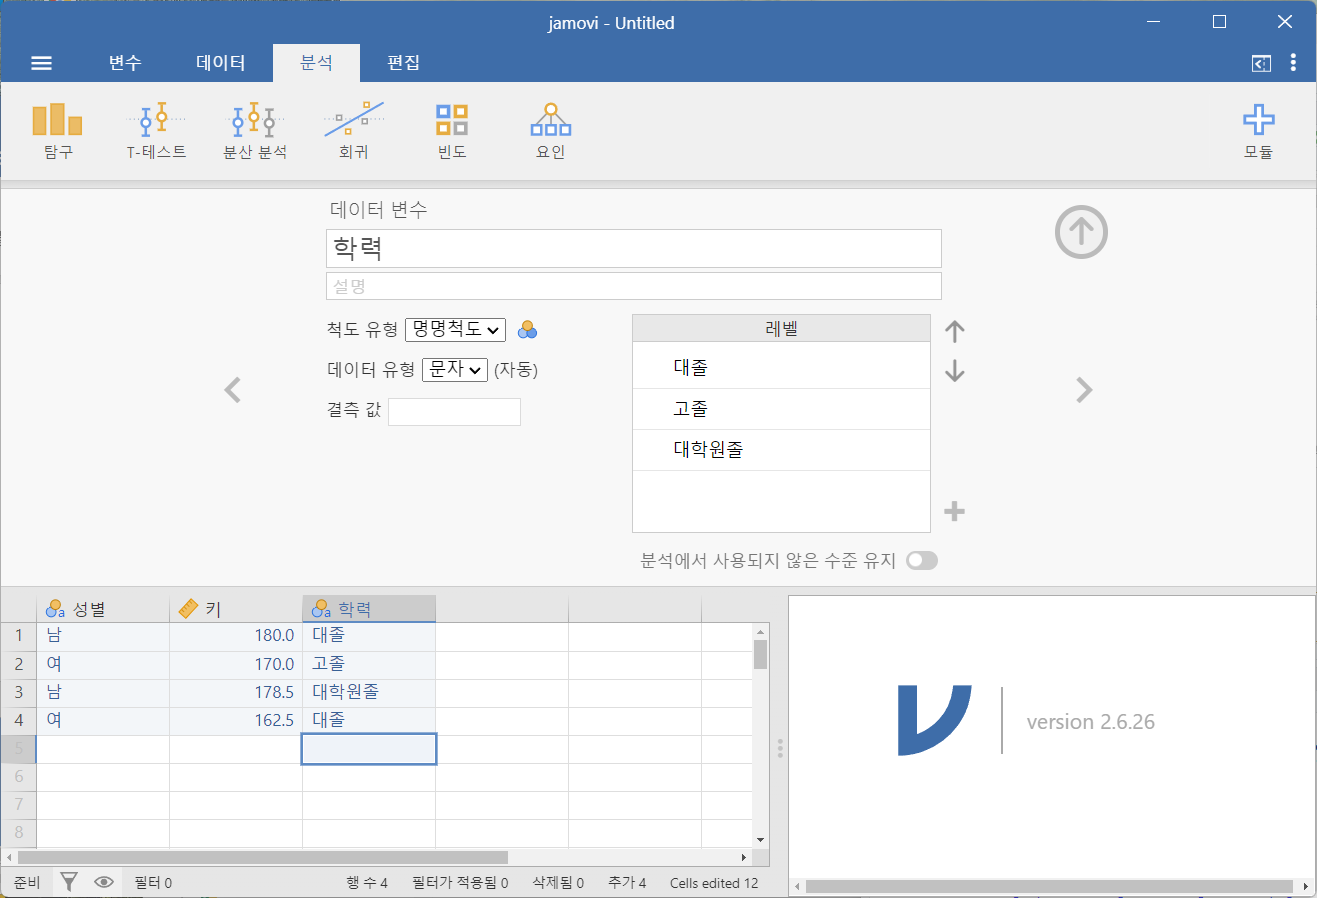 jamovi - Untitled
변수 데이터 분석 편집
탐구 T-테스트 분산 분석 회귀 빈도 요인 모듈
데이터 변수
학력
설명
척도 유형 명명척도
데이터 유형 문자 (자동)
결측 값
레벨
대졸
고졸
대학원졸
분석에서 사용되지 않은 수준 유지
성별 키 학력
1 남 180.0 대졸
2 여 170.0 고졸
3 남 178.5 대학원졸
4 여 162.5 대졸
5
6
7
8
version 2.6.26
준비 필터 0 행 수 4 필터가 적용됨 0 삭제됨 0 추가 4 Cells edited 12